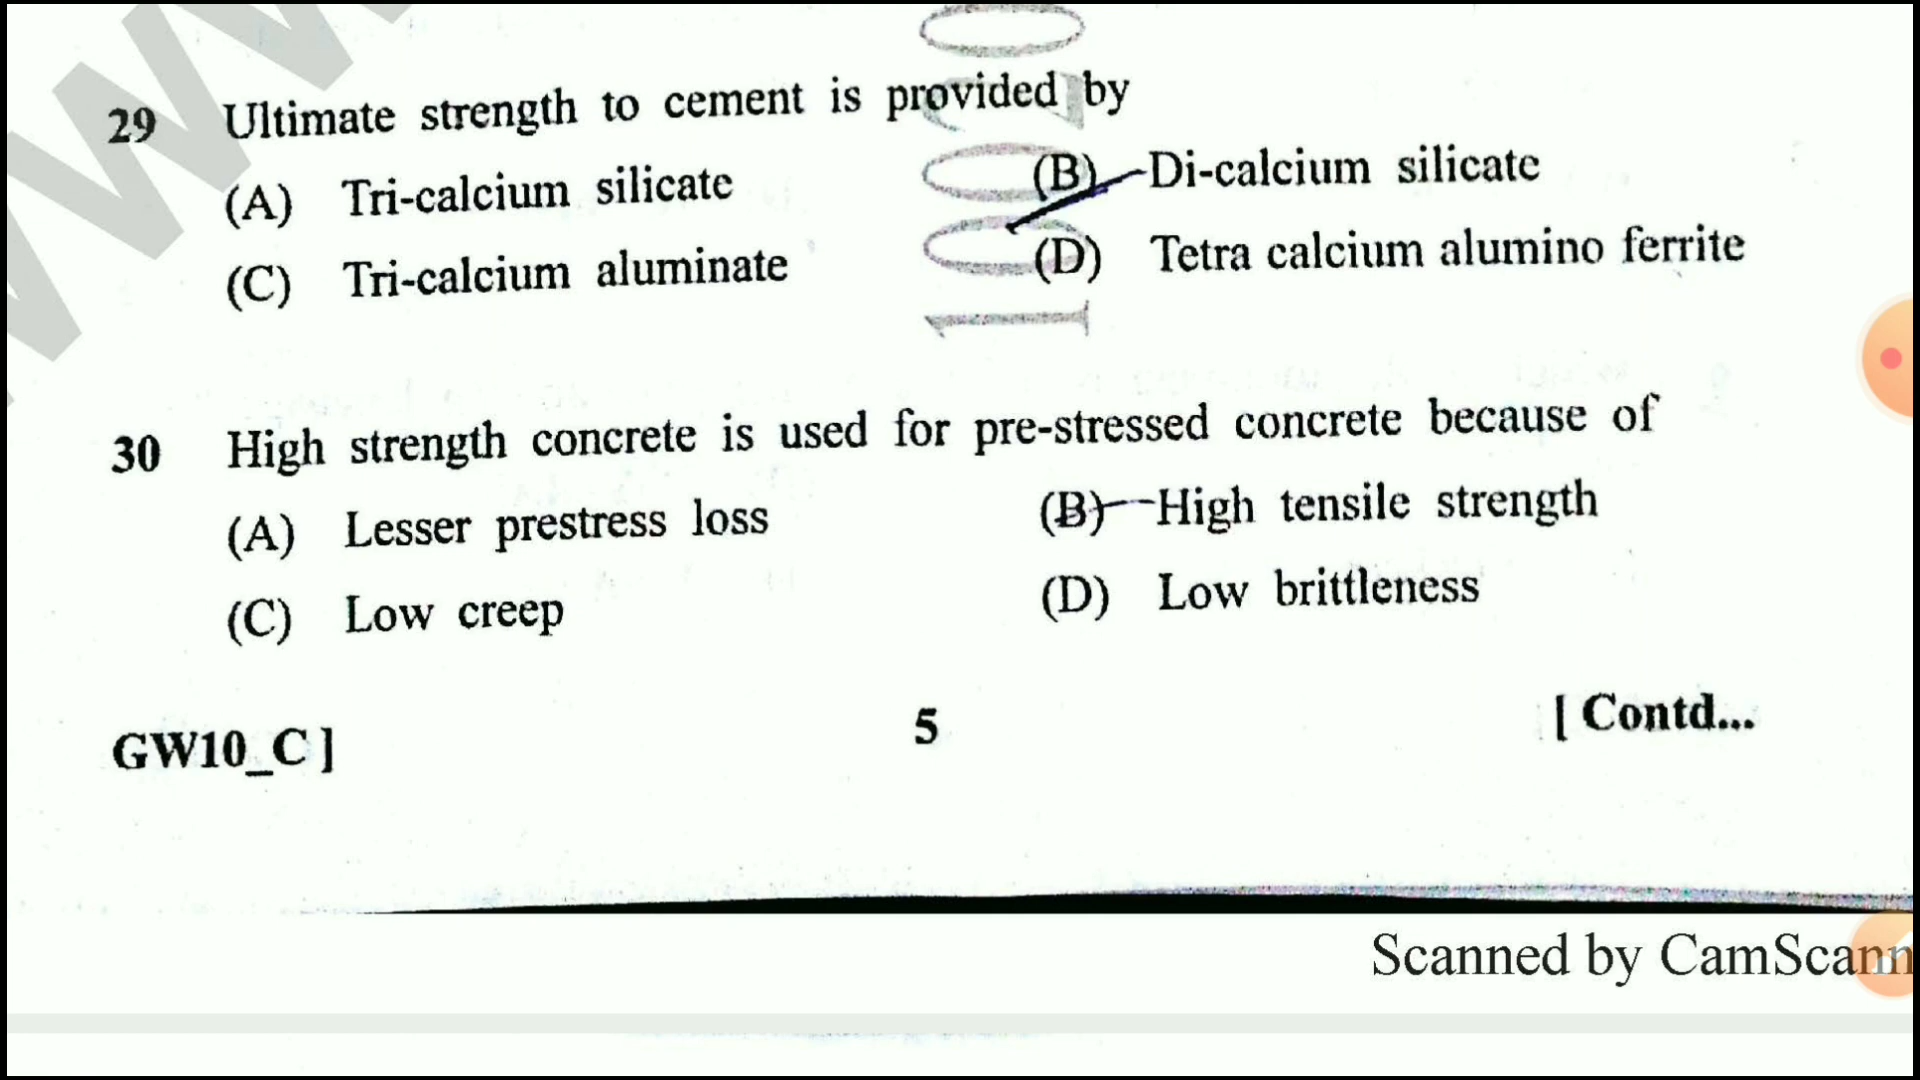 29 Ultimate strength to cement is provided by
(A) Tri-calcium silicate (B) Di-calcium silicate
(C) Tri-calcium aluminate (D) Tetra calcium alumino ferrite
30 High strength concrete is used for pre-stressed concrete because of
(A) Lesser prestress loss (B) High tensile strength
(C) Low creep (D) Low brittleness
GW10_C ] 5 [ Contd...
Scanned by CamScann